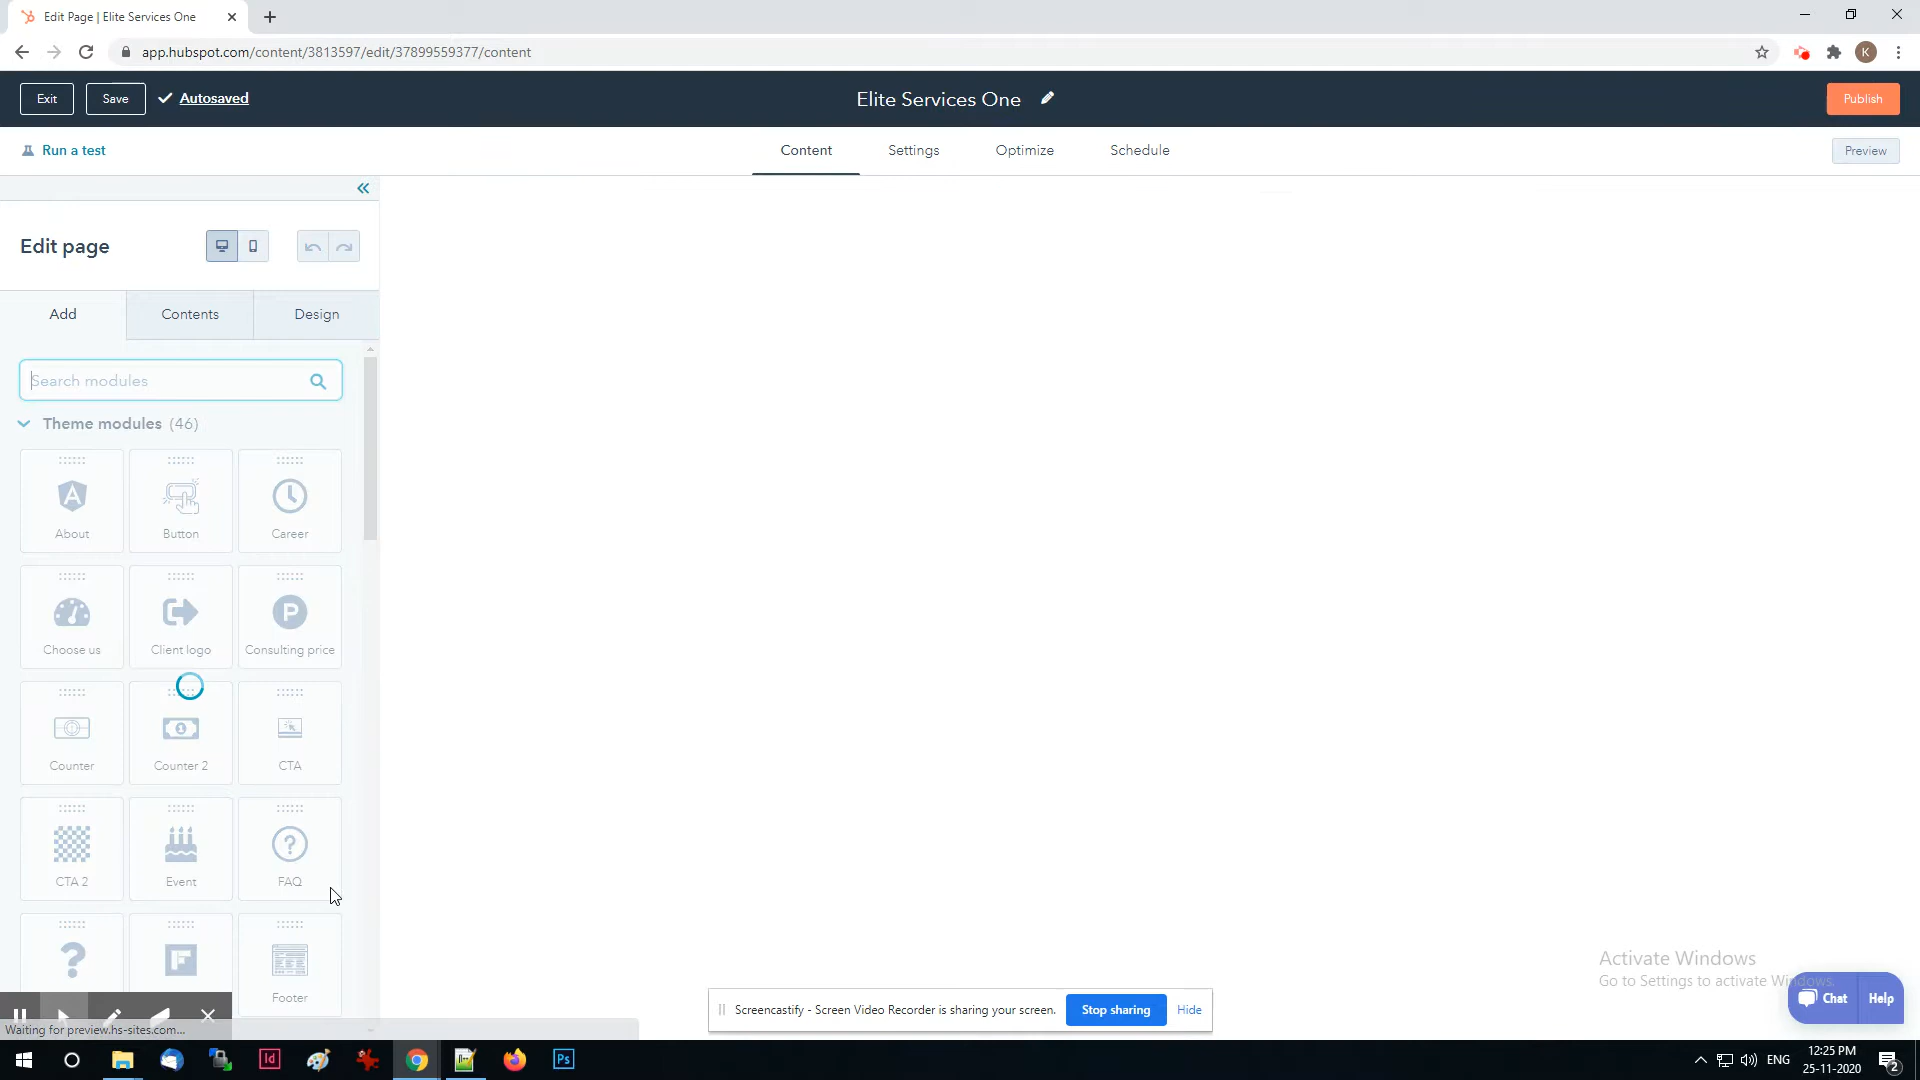 Edit Page | Elite Services One
app.hubspot.com/content/3813597/edit/37899559377/content
K
Exit
Save
Autosaved
Elite Services One
Publish
Run a test
Content
Settings
Optimize
Schedule
Preview
Edit page
Add
Contents
Design
Search modules
Theme modules (46)
About
Button
Career
Choose us
Client logo
Consulting price
Counter
Counter 2
CTA
CTA 2
Event
FAQ
Footer
Activate Windows
Go to Settings to activate Windows.
Chat
Help
Screencastify - Screen Video Recorder is sharing your screen.
Stop sharing
Hide
Waiting for preview.hs-sites.com...
Id
Ps
ENG
12:25 PM
25-11-2020
2